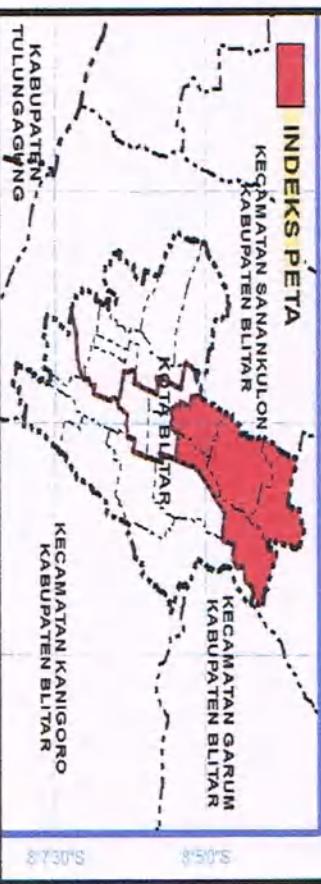 INDEKS PETA
KECAMATAN SANANKULON
KABUPATEN BLITAR
KECAMATAN GARUM
KABUPATEN BLITAR
KOTA BLITAR
KABUPATEN
TULUNGAGUNG
KECAMATAN KANIGORO
KABUPATEN BLITAR
8°5'0"S
8°7'30"S